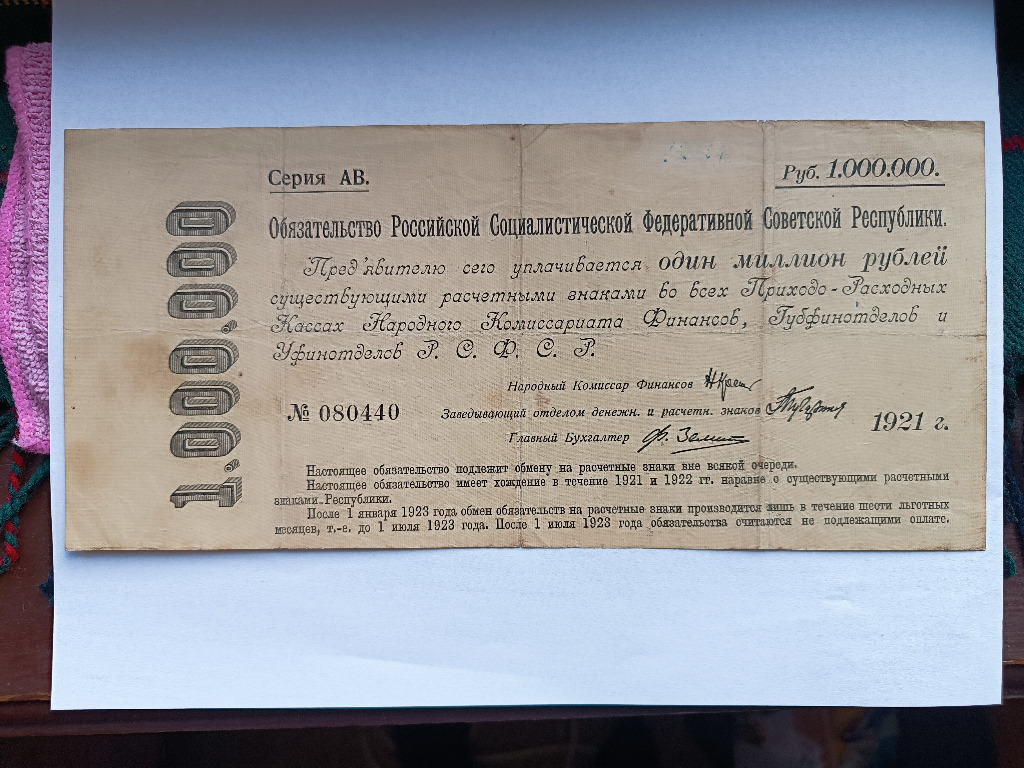 Серия АВ.
Руб. 1.000.000.
1.000.000
Обязательство Российской Социалистической Федеративной Советской Республики.
Пред'явителю сего уплачивается один миллион рублей
существующими расчетными знаками во всех Приходо-Расходных
Кассах Народного Комиссариата Финансов, Губфинотделов и
Уфинотделов Р. С. Ф. С. Р.
Народный Комиссар Финансов
№ 080440
Заведывающий отделом денежн. и расчетн. знаков
1921 г.
Главный Бухгалтер
Настоящее обязательство подлежит обмену на расчетные знаки вне всякой очереди.
Настоящее обязательство имеет хождение в течение 1921 и 1922 гг. наравне с существующими расчетными
знаками Республики.
После 1 января 1923 года обмен обязательств на расчетные знаки производится лишь в течение шести льготных
месяцев, т.-е. до 1 июля 1923 года. После 1 июля 1923 года обязательства считаются не подлежащими оплате.